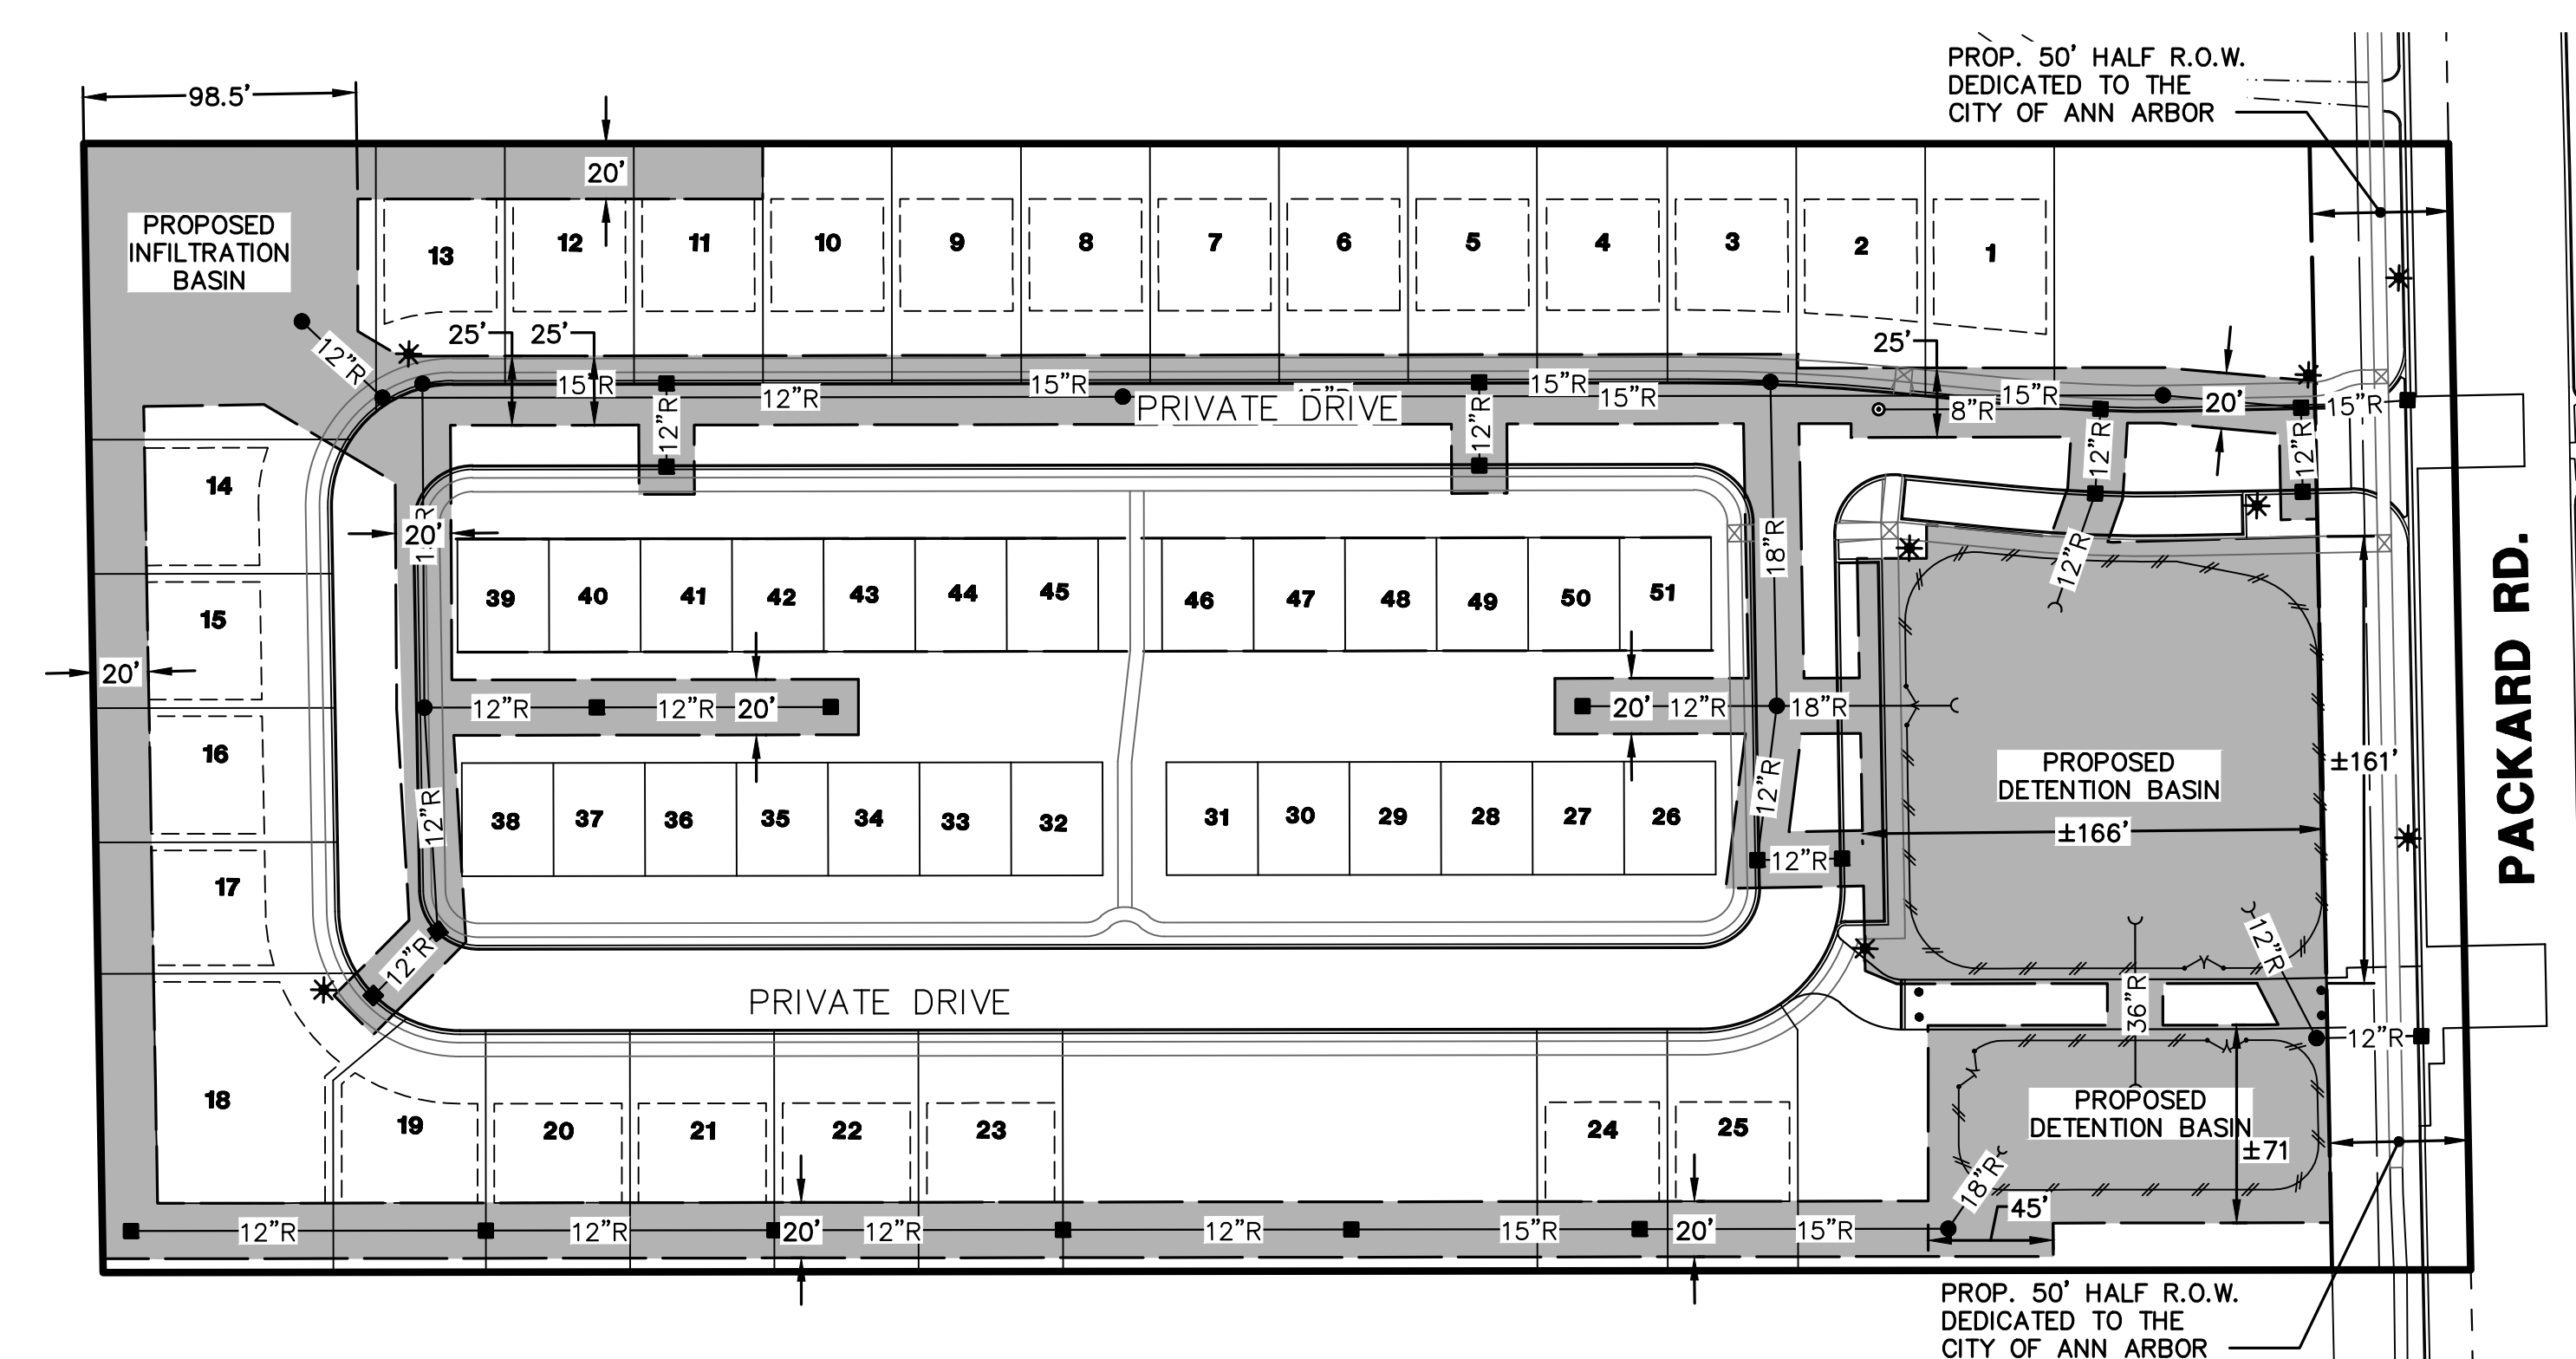 PROP. 50' HALF R.O.W.
DEDICATED TO THE
CITY OF ANN ARBOR
98.5'
20'
PROPOSED
INFILTRATION
BASIN
13
12
11
10
9
8
7
6
5
4
3
2
1
12"R
25'
25'
25'
15"R
12"R
15"R
15"R
15"R
15"R
8"R
20'
15"R
PRIVATE DRIVE
12"R
12"R
12"R
12"R
14
20'
18"R
12"R
39
40
41
42
43
44
45
46
47
48
49
50
51
15
20'
12"R
12"R
20'
20'
12"R
18"R
16
PROPOSED
DETENTION BASIN
±161'
±166'
PACKARD RD.
12"R
12"R
38
37
36
35
34
33
32
31
30
29
28
27
26
12"R
17
12"R
12"R
PRIVATE DRIVE
36"R
12"R
18
19
20
21
22
23
24
25
PROPOSED
DETENTION BASIN
±71
18"R
45'
12"R
12"R
20'
12"R
12"R
15"R
20'
15"R
PROP. 50' HALF R.O.W.
DEDICATED TO THE
CITY OF ANN ARBOR